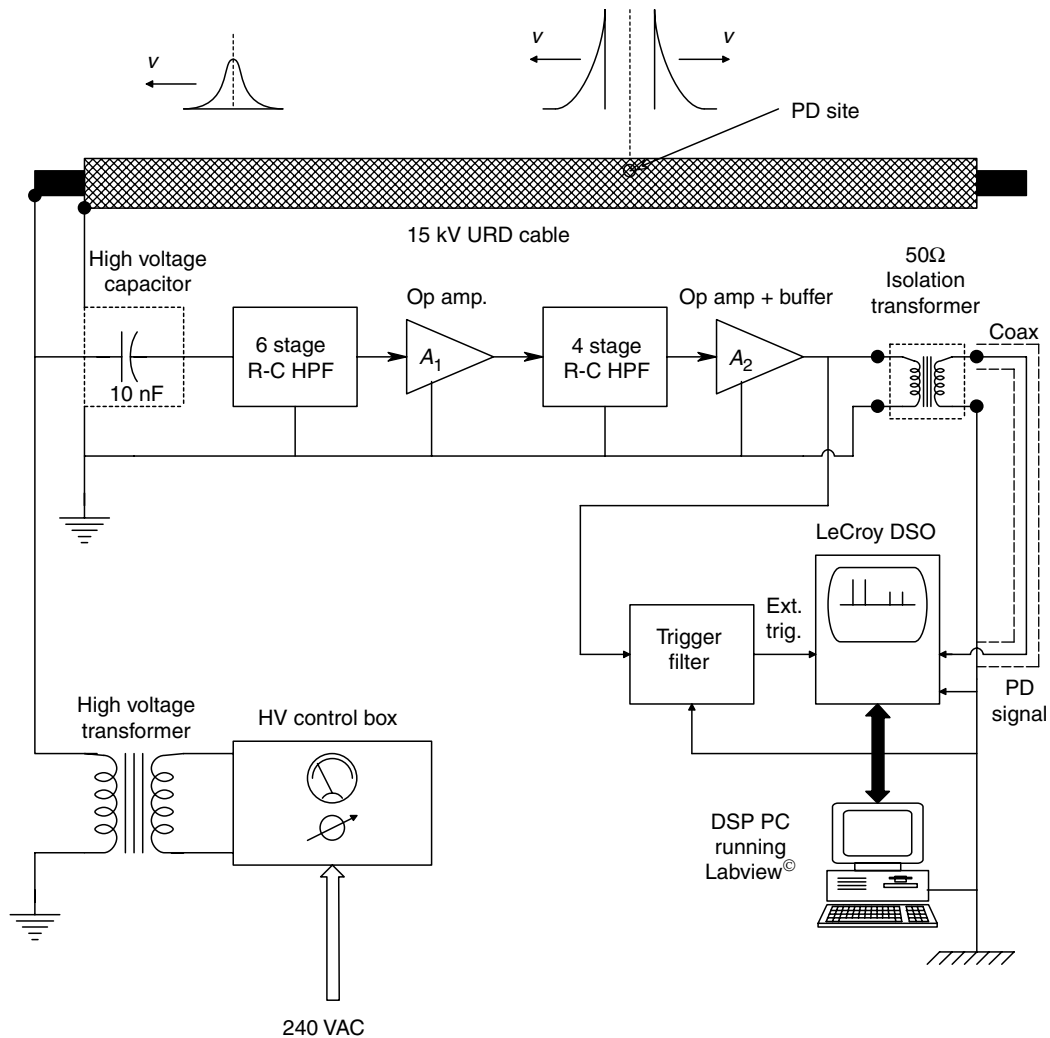 v
v
v
PD site
15 kV URD cable
High voltage
capacitor
10 nF
6 stage
R-C HPF
Op amp.
A1
4 stage
R-C HPF
Op amp + buffer
A2
50Ω
Isolation
transformer
Coax
LeCroy DSO
Trigger
filter
Ext.
trig.
PD
signal
High voltage
transformer
HV control box
DSP PC
running
Labview©
240 VAC